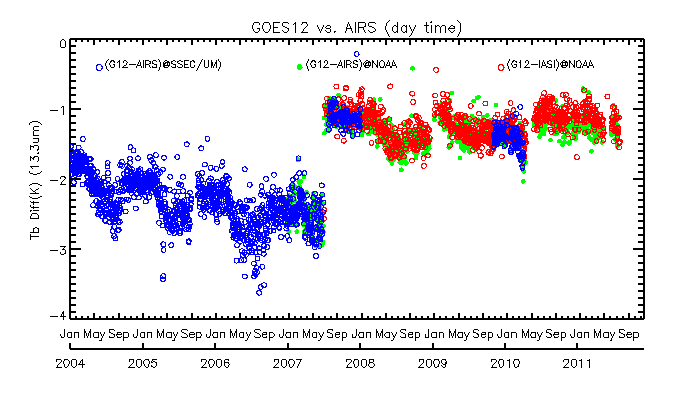 GOES12 vs. AIRS (day time)
0
(G12-AIRS)@SSEC/UM) (G12-AIRS)@NOAA (G12-IASI)@NOAA
-1
-2
-3
-4
Tb Diff(K) (13.3um)
Jan May Sep Jan May Sep Jan May Sep Jan May Sep Jan May Sep Jan May Sep Jan May Sep Jan May Sep
2004 2005 2006 2007 2008 2009 2010 2011